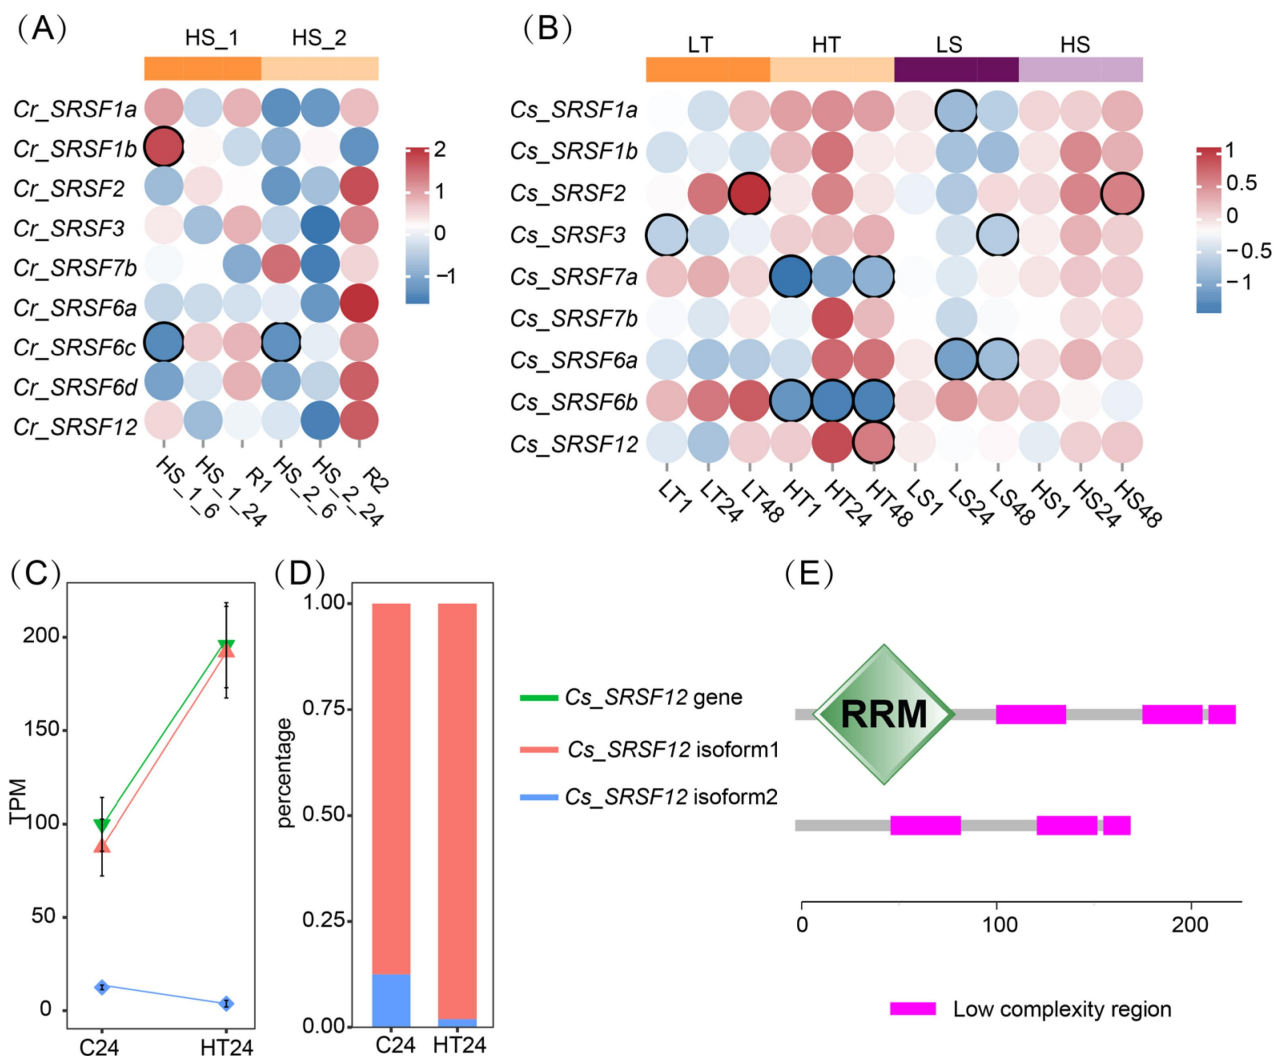 (A)
HS_1 HS_2
Cr_SRSF1a
Cr_SRSF1b
Cr_SRSF2
Cr_SRSF3
Cr_SRSF7b
Cr_SRSF6a
Cr_SRSF6c
Cr_SRSF6d
Cr_SRSF12
HS_1_6
HS_1_24
R1
HS_2_6
HS_2_24
R2
2
1
0
−1
(B)
LT HT LS HS
Cs_SRSF1a
Cs_SRSF1b
Cs_SRSF2
Cs_SRSF3
Cs_SRSF7a
Cs_SRSF7b
Cs_SRSF6a
Cs_SRSF6b
Cs_SRSF12
LT1
LT24
LT48
HT1
HT24
HT48
LS1
LS24
LS48
HS1
HS24
HS48
1
0.5
0
−0.5
−1
(C)
TPM
200
150
100
50
0
C24 HT24
(D)
percentage
1.00
0.75
0.50
0.25
0.00
C24 HT24
Cs_SRSF12 gene
Cs_SRSF12 isoform1
Cs_SRSF12 isoform2
(E)
RRM
0 100 200
Low complexity region